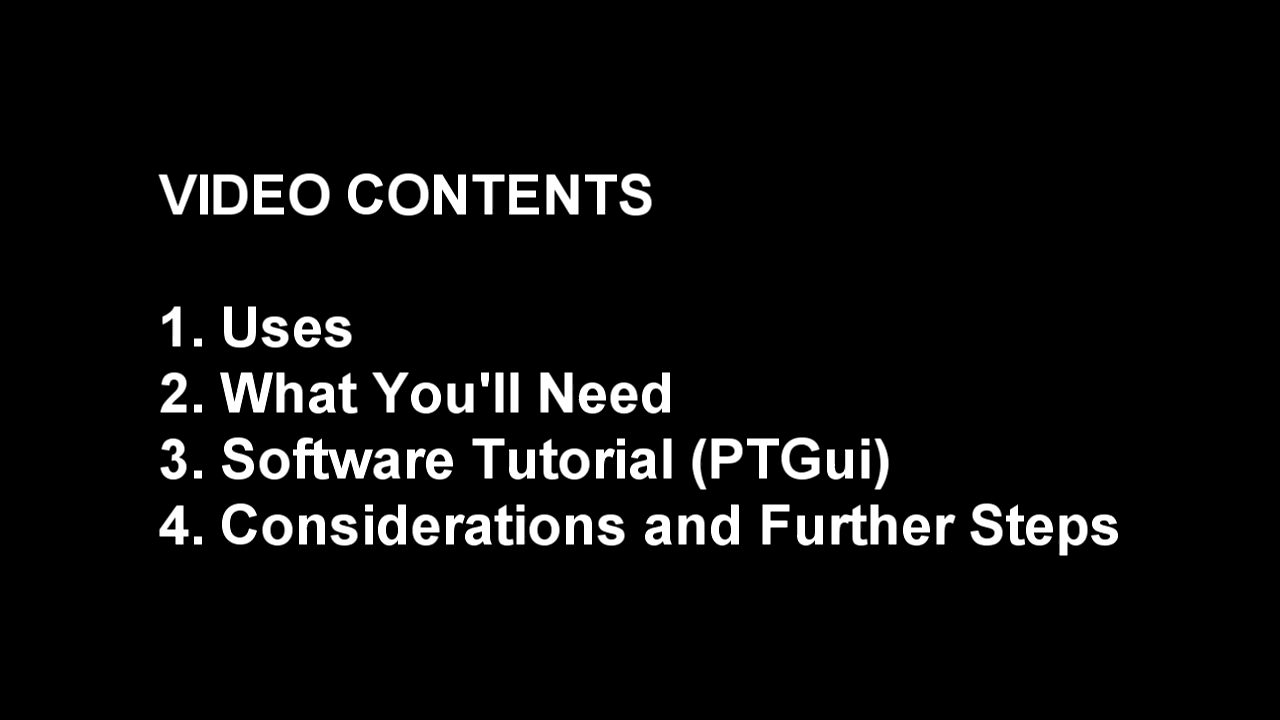 VIDEO CONTENTS
1. Uses
2. What You'll Need
3. Software Tutorial (PTGui)
4. Considerations and Further Steps